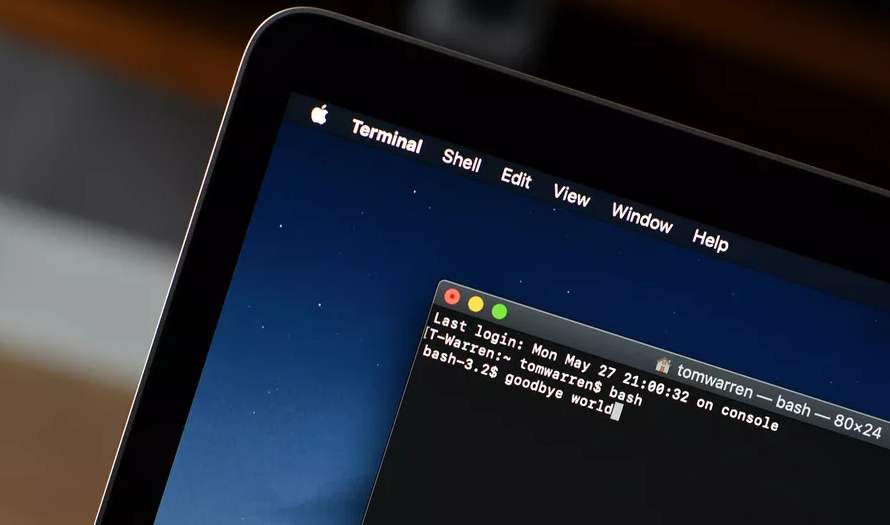 Terminal Shell Edit View Window Help
tomwarren — bash — 80×24
Last login: Mon May 27 21:00:32 on console
[T-Warren:~ tomwarren$ bash
bash-3.2$ goodbye world